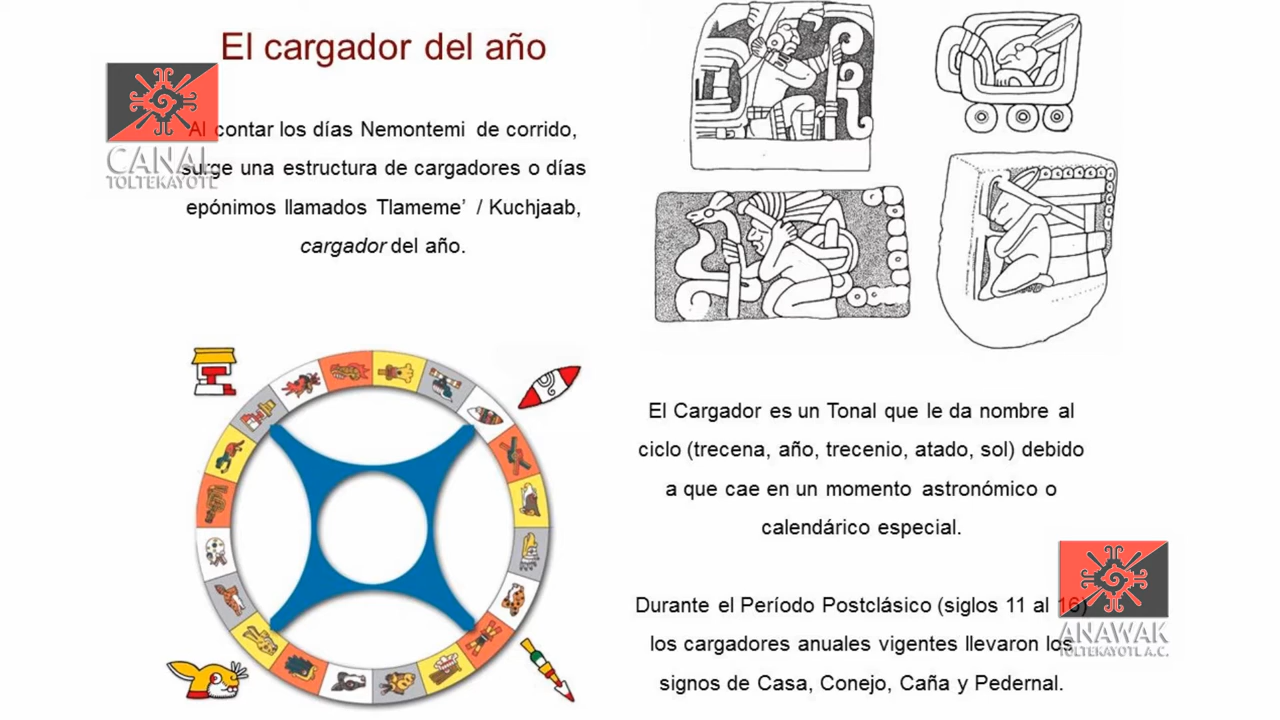 El cargador del año
Al contar los días Nemontemi de corrido,
surge una estructura de cargadores o días
epónimos llamados Tlameme’ / Kuchjaab,
cargador del año.
CANAL
TOLTEKAYOTL
El Cargador es un Tonal que le da nombre al
ciclo (trecena, año, trecenio, atado, sol) debido
a que cae en un momento astronómico o
calendárico especial.
Durante el Período Postclásico (siglos 11 al 16)
los cargadores anuales vigentes llevaron los
signos de Casa, Conejo, Caña y Pedernal.
ANAWAK
TOLTEKAYOTL A.C.